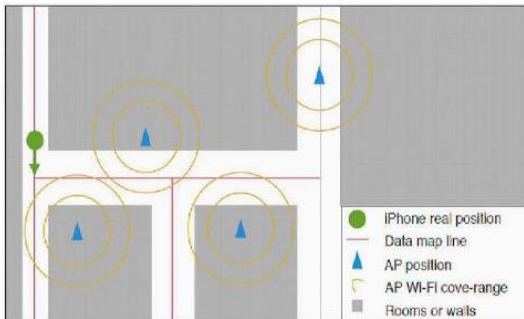 iPhone real position
Data map line
AP position
AP Wi-Fi cove-range
Rooms or walls